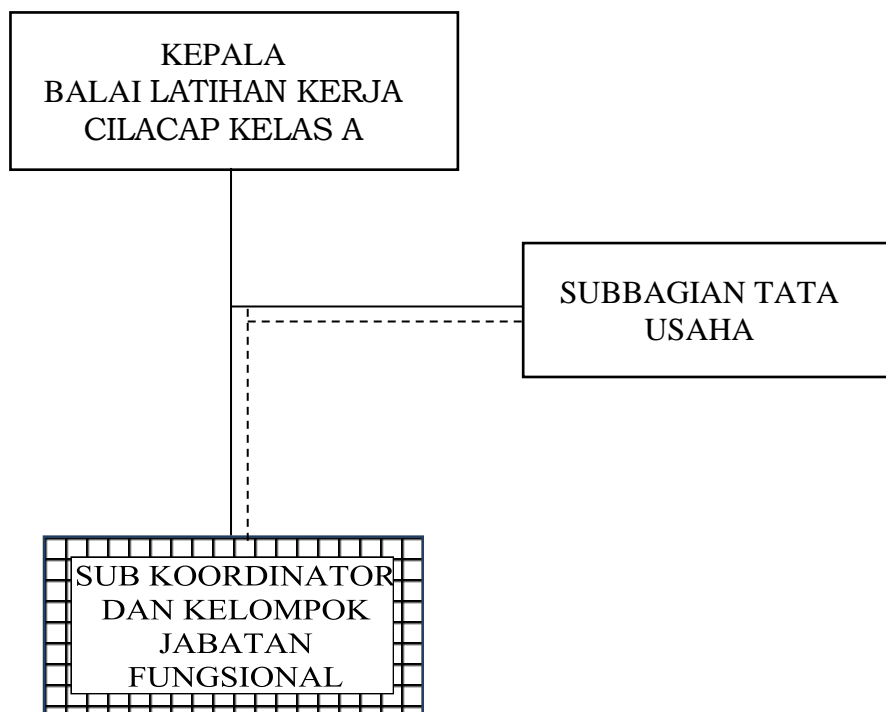 KEPALA
BALAI LATIHAN KERJA
CILACAP KELAS A
SUBBAGIAN TATA
USAHA
SUB KOORDINATOR
DAN KELOMPOK
JABATAN
FUNGSIONAL